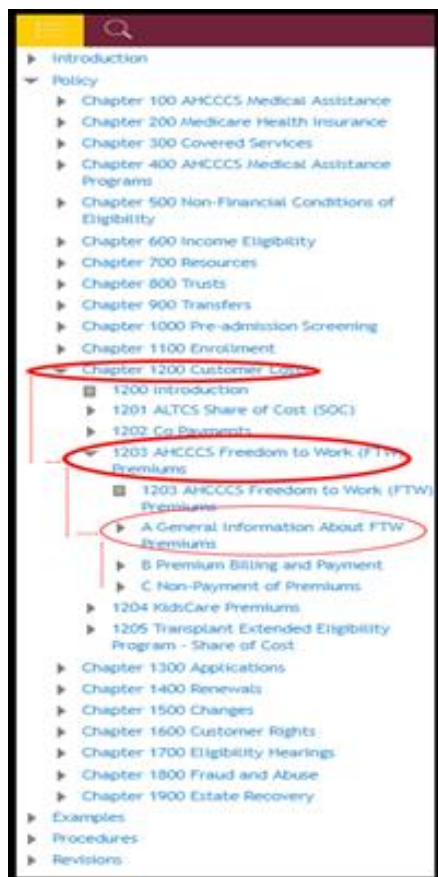 Introduction
Policy
Chapter 100 AHCCCS Medical Assistance
Chapter 200 Medicare Health Insurance
Chapter 300 Covered Services
Chapter 400 AHCCCS Medical Assistance
Programs
Chapter 500 Non-Financial Conditions of
Eligibility
Chapter 600 Income Eligibility
Chapter 700 Resources
Chapter 800 Trusts
Chapter 900 Transfers
Chapter 1000 Pre-admission Screening
Chapter 1100 Enrollment
Chapter 1200 Customer Costs
1200 Introduction
1201 ALTCS Share of Cost (SOC)
1202 Co Payments
1203 AHCCCS Freedom to Work (FTW)
Premiums
1203 AHCCCS Freedom to Work (FTW)
Premiums
A General Information About FTW
Premiums
B Premium Billing and Payment
C Non-Payment of Premiums
1204 KidsCare Premiums
1205 Transplant Extended Eligibility
Program - Share of Cost
Chapter 1300 Applications
Chapter 1400 Renewals
Chapter 1500 Changes
Chapter 1600 Customer Rights
Chapter 1700 Eligibility Hearings
Chapter 1800 Fraud and Abuse
Chapter 1900 Estate Recovery
Examples
Procedures
Revisions